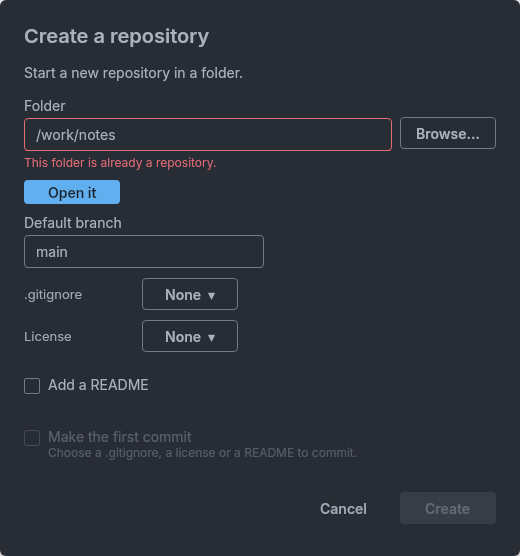 Create a repository
Start a new repository in a folder.
Folder
/work/notes
Browse...
This folder is already a repository.
Open it
Default branch
main
.gitignore
None ▾
License
None ▾
Add a README
Make the first commit
Choose a .gitignore, a license or a README to commit.
Cancel
Create